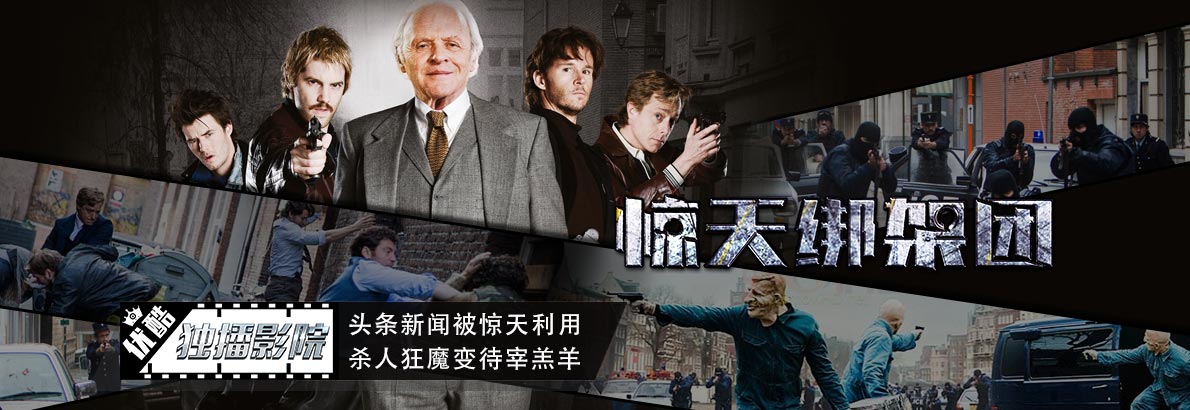 惊天绑架团
优酷
独播影院
头条新闻被惊天利用
杀人狂魔变待宰羔羊